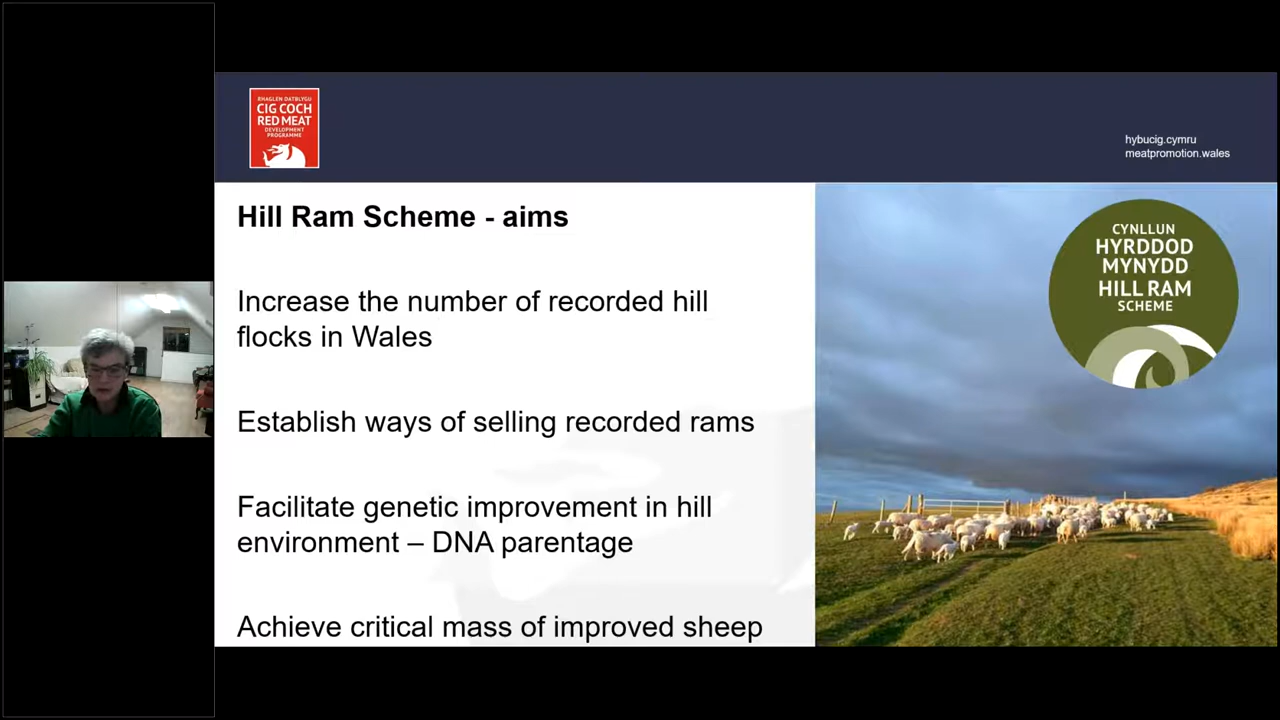 RHAGLEN DATBLYGU
CIG COCH
RED MEAT
DEVELOPMENT
PROGRAMME
hybucig.cymru
meatpromotion.wales
Hill Ram Scheme - aims
Increase the number of recorded hill
flocks in Wales
Establish ways of selling recorded rams
Facilitate genetic improvement in hill
environment – DNA parentage
Achieve critical mass of improved sheep
CYNLLUN
HYRDDOD
MYNYDD
HILL RAM
SCHEME